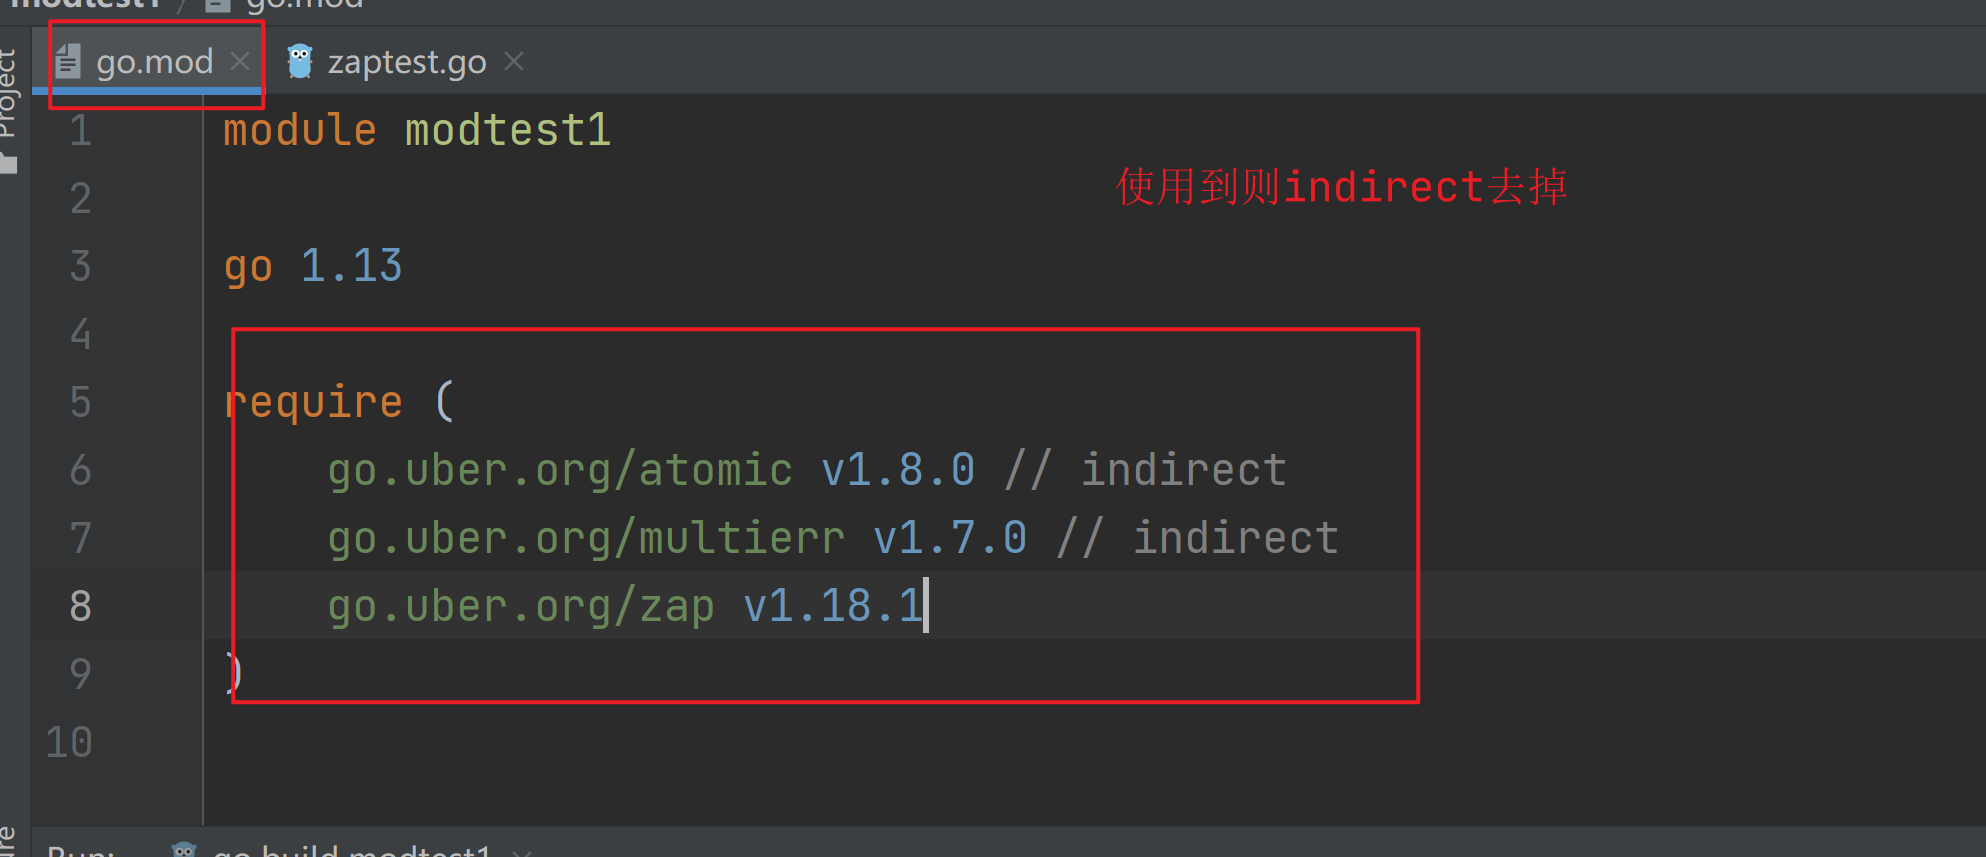 modtest1 / go.mod
go.mod zaptest.go
Project
1 module modtest1
2
使用到则indirect去掉
3 go 1.13
4
5 require (
6 go.uber.org/atomic v1.8.0 // indirect
7 go.uber.org/multierr v1.7.0 // indirect
8 go.uber.org/zap v1.18.1
9 )
10
Run: go build modtest1